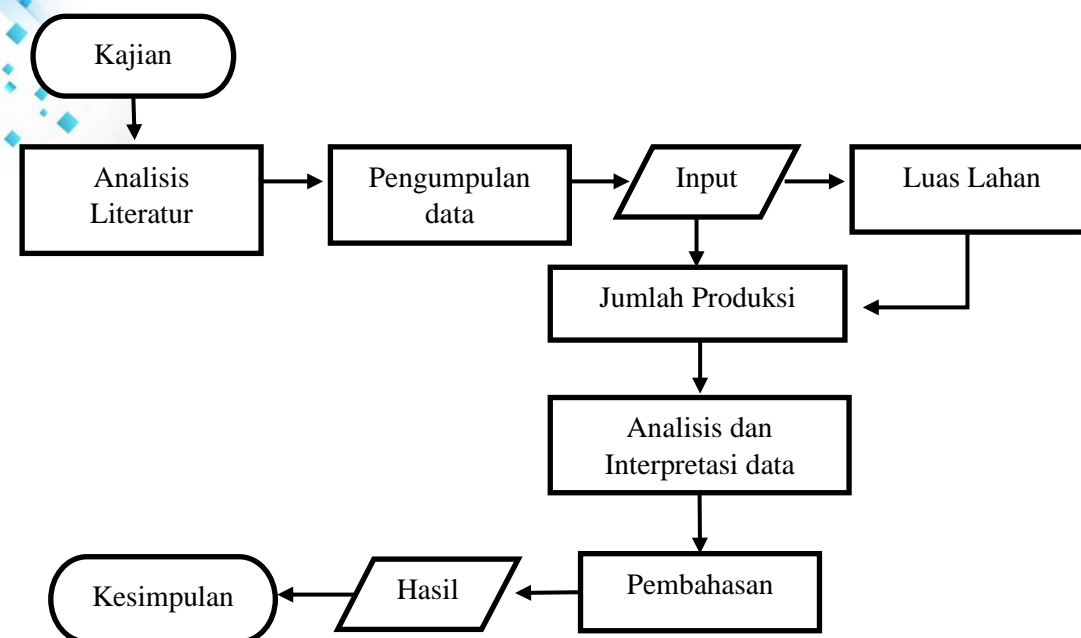 Kajian
Analisis
Literatur
Pengumpulan
data
Input
Luas Lahan
Jumlah Produksi
Analisis dan
Interpretasi data
Pembahasan
Hasil
Kesimpulan